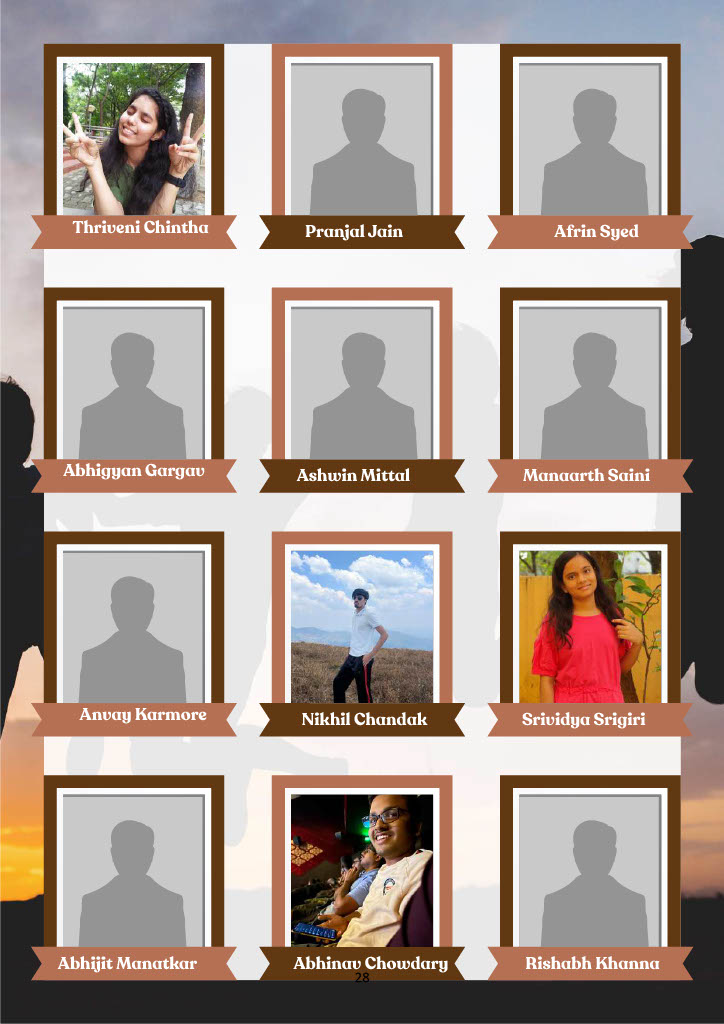 Thriveni Chintha
Pranjal Jain
Afrin Syed
Abhigyan Gargav
Ashwin Mittal
Manaarth Saini
Anvay Karmore
Nikhil Chandak
Srividya Srigiri
Abhijit Manatkar
Abhinav Chowdary
Rishabh Khanna
28